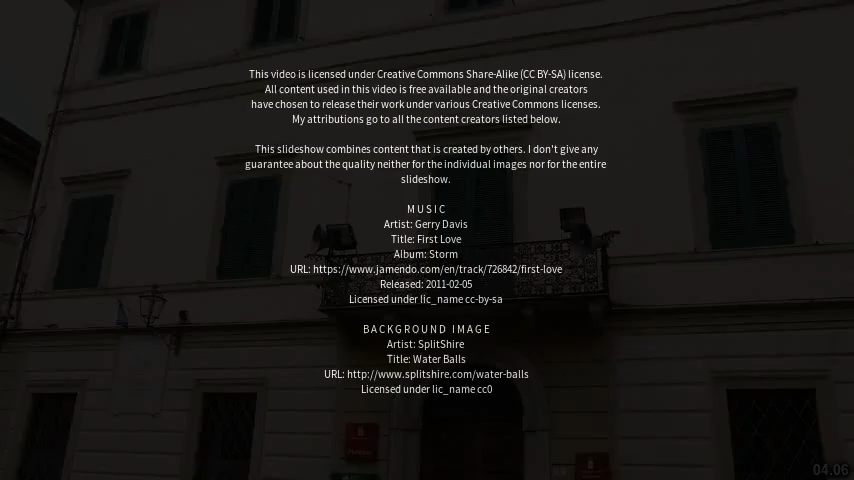 This video is licensed under Creative Commons Share-Alike (CC BY-SA) license.
All content used in this video is free available and the original creators
have chosen to release their work under various Creative Commons licenses.
My attributions go to all the content creators listed below.
This slideshow combines content that is created by others. I don't give any
guarantee about the quality neither for the individual images nor for the entire
slideshow.
MUSIC
Artist: Gerry Davis
Title: First Love
Album: Storm
URL: https://www.jamendo.com/en/track/726842/first-love
Released: 2011-02-05
Licensed under lic_name cc-by-sa
BACKGROUND IMAGE
Artist: SplitShire
Title: Water Balls
URL: http://www.splitshire.com/water-balls
Licensed under lic_name cc0
04.06